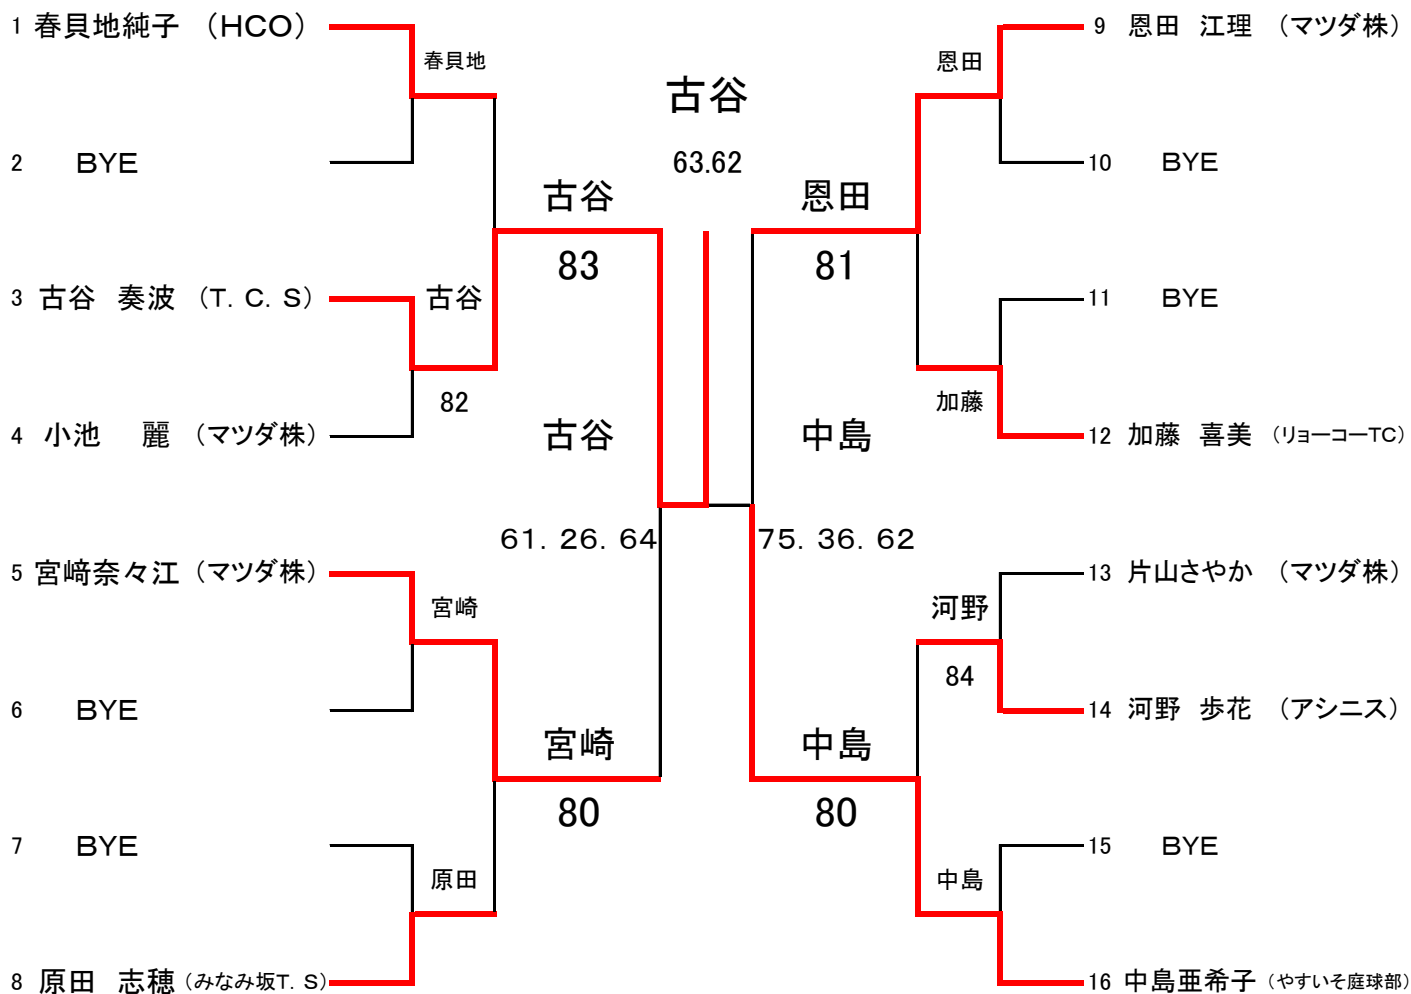 1 春貝地純子 （HCO）
春貝地
2 BYE
古谷
83
3 古谷 奏波 （T. C. S）
古谷
82
4 小池 麗 （マツダ株）
古谷
61. 26. 64
5 宮﨑奈々江 （マツダ株）
宮崎
6 BYE
宮崎
80
7 BYE
原田
8 原田 志穂 （みなみ坂T. S）
古谷
63.62
9 恩田 江理 （マツダ株）
恩田
10 BYE
恩田
81
11 BYE
加藤
12 加藤 喜美 （リョーコーTC）
中島
75. 36. 62
13 片山さやか （マツダ株）
河野
84
14 河野 歩花 （アシニス）
中島
80
15 BYE
中島
16 中島亜希子 （やすいそ庭球部）